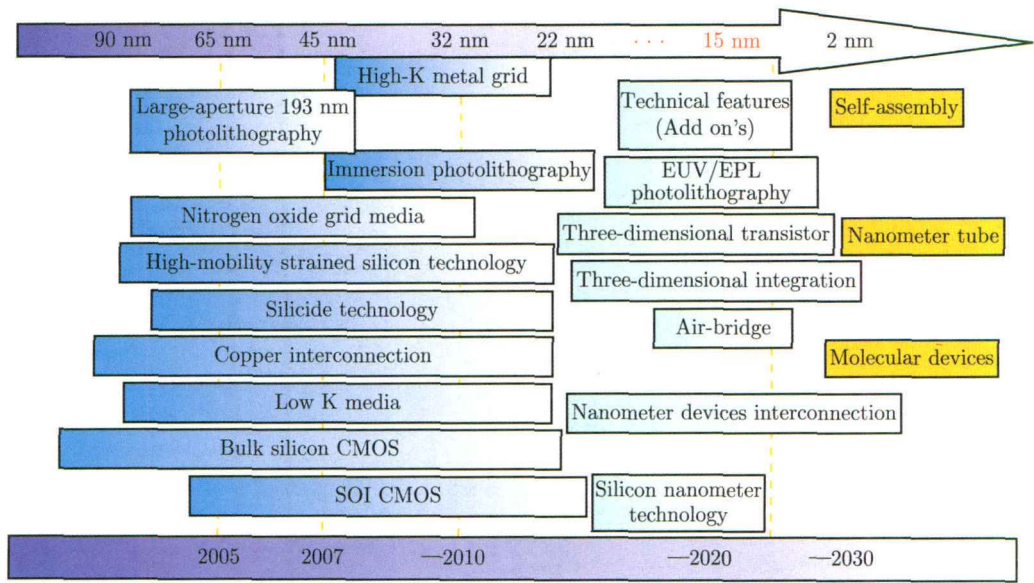 90 nm 65 nm 45 nm 32 nm 22 nm ··· 15 nm 2 nm
High-K metal grid
Large-aperture 193 nm
photolithography
Technical features
(Add on's)
Self-assembly
Immersion photolithography
EUV/EPL
photolithography
Nitrogen oxide grid media
Three-dimensional transistor
Nanometer tube
High-mobility strained silicon technology
Three-dimensional integration
Silicide technology
Air-bridge
Copper interconnection
Molecular devices
Low K media
Nanometer devices interconnection
Bulk silicon CMOS
SOI CMOS
Silicon nanometer
technology
2005 2007 —2010 —2020 —2030